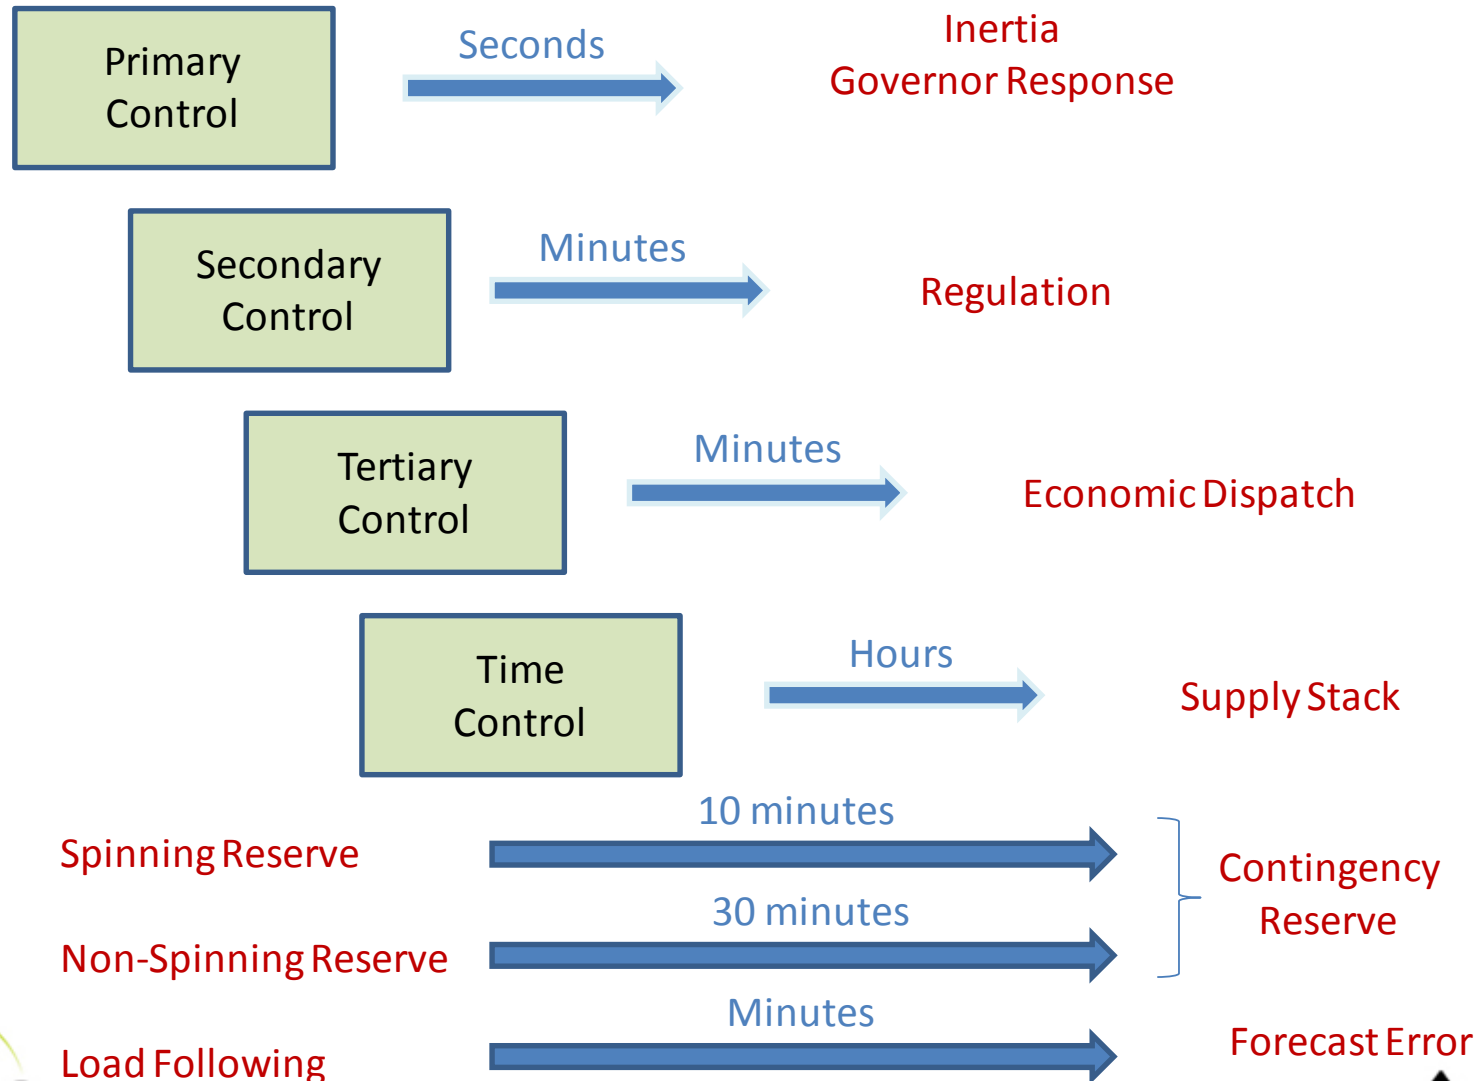 Primary
Control
Seconds
Inertia
Governor Response
Secondary
Control
Minutes
Regulation
Tertiary
Control
Minutes
Economic Dispatch
Time
Control
Hours
Supply Stack
Spinning Reserve
10 minutes
Non-Spinning Reserve
30 minutes
Contingency
Reserve
Load Following
Minutes
Forecast Error